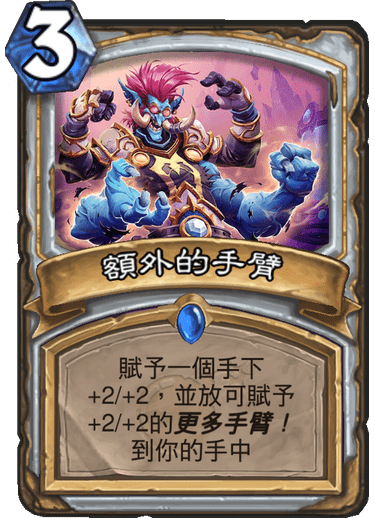 3
額外的手臂
賦予一個手下
+2/+2，並放可賦予
+2/+2的更多手臂！
到你的手中